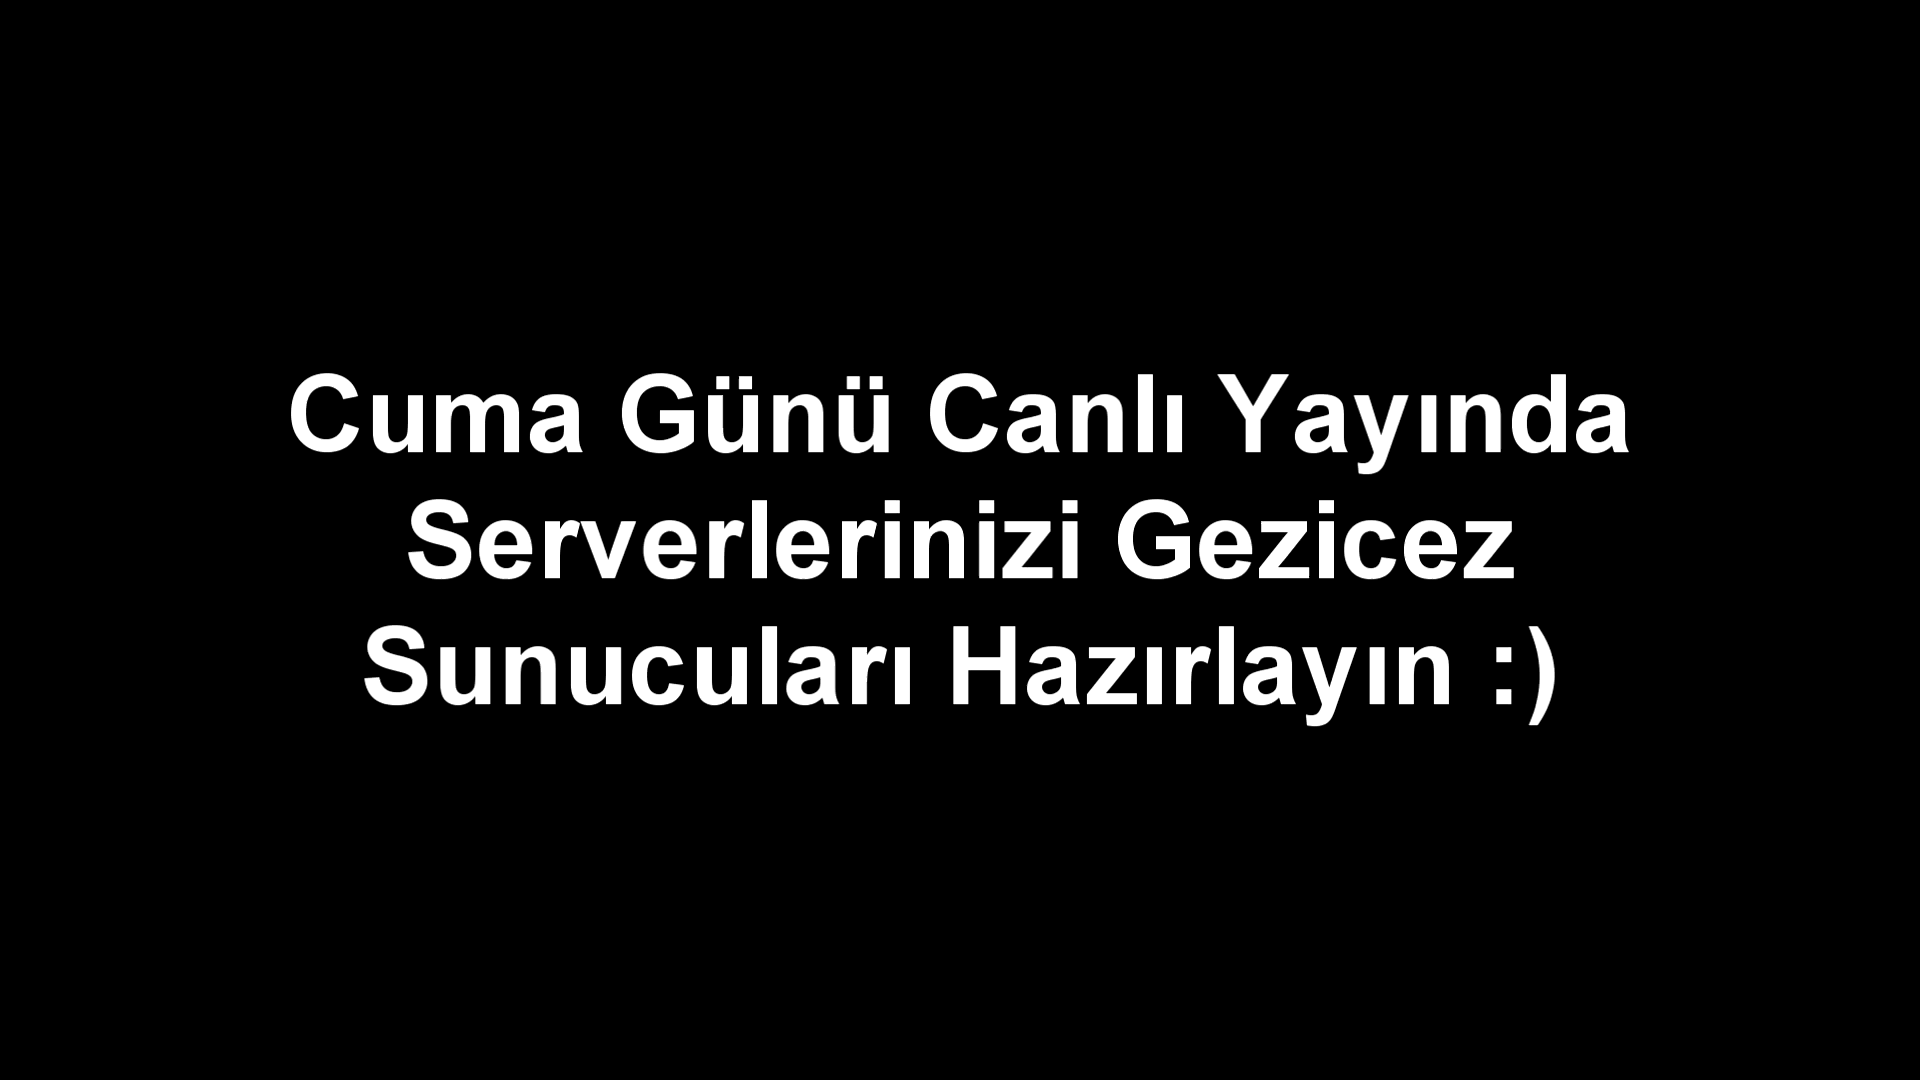 Cuma Günü Canlı Yayında
Serverlerinizi Gezicez
Sunucuları Hazırlayın :)